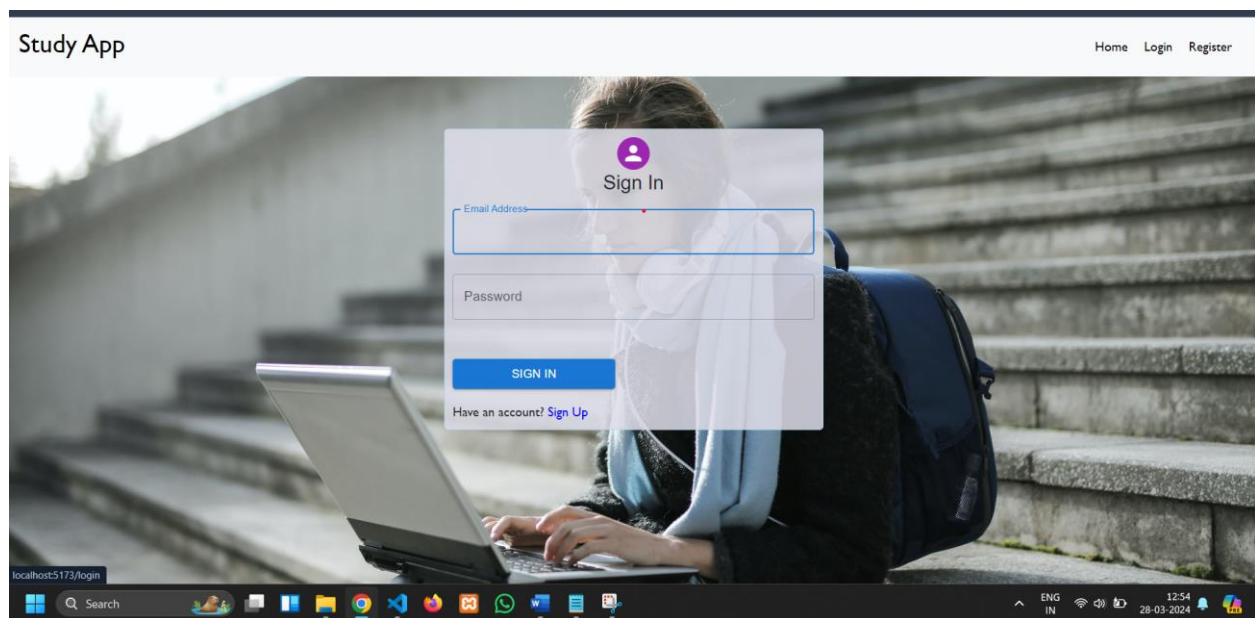 Study App
Home Login Register
Sign In
Email Address
Password
SIGN IN
Have an account? Sign Up
localhost:5173/login
Search
ENG
IN
12:54
28-03-2024
PRE